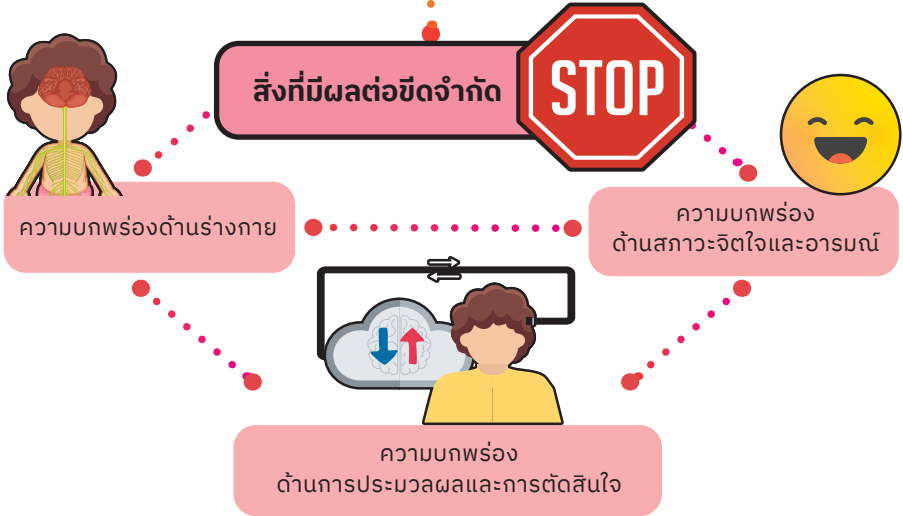 สิ่งที่มีผลต่อขีดจำกัด
STOP
ความบกพร่องด้านร่างกาย
ความบกพร่อง
ด้านสภาวะจิตใจและอารมณ์
ความบกพร่อง
ด้านการประมวลผลและการตัดสินใจ